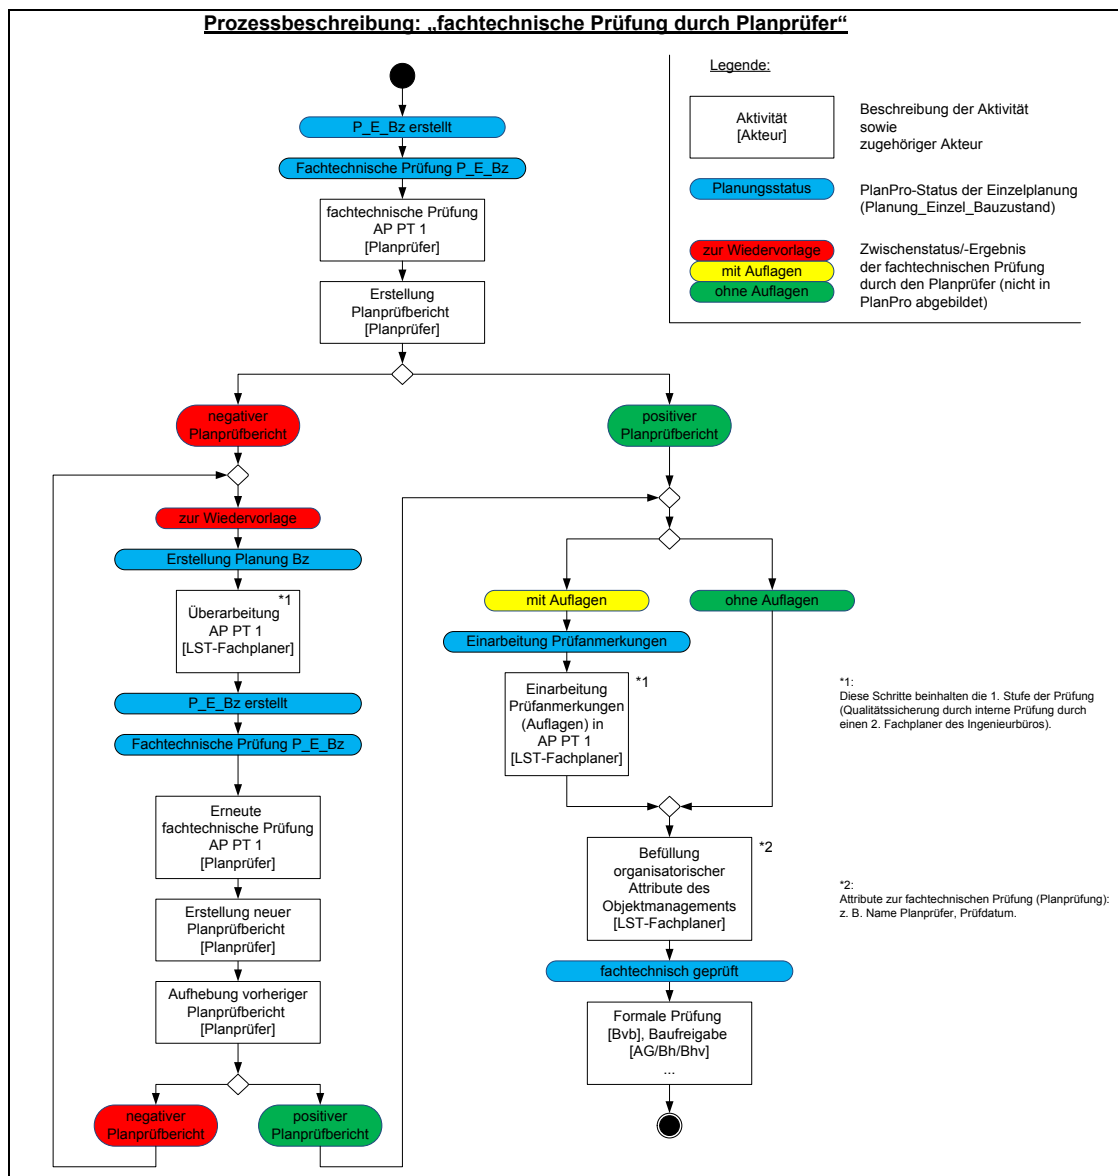 Prozessbeschreibung: „fachtechnische Prüfung durch Planprüfer“
Legende:
Aktivität
[Akteur]
Beschreibung der Aktivität
sowie
zugehöriger Akteur
Planungsstatus
PlanPro-Status der Einzelplanung
(Planung_Einzel_Bauzustand)
zur Wiedervorlage
mit Auflagen
ohne Auflagen
Zwischenstatus/-Ergebnis
der fachtechnischen Prüfung
durch den Planprüfer (nicht in
PlanPro abgebildet)
P_E_Bz erstellt
Fachtechnische Prüfung P_E_Bz
fachtechnische Prüfung
AP PT 1
[Planprüfer]
Erstellung
Planprüfbericht
[Planprüfer]
negativer
Planprüfbericht
zur Wiedervorlage
Erstellung Planung Bz
*1
Überarbeitung
AP PT 1
[LST-Fachplaner]
P_E_Bz erstellt
Fachtechnische Prüfung P_E_Bz
Erneute
fachtechnische Prüfung
AP PT 1
[Planprüfer]
Erstellung neuer
Planprüfbericht
[Planprüfer]
Aufhebung vorheriger
Planprüfbericht
[Planprüfer]
negativer
Planprüfbericht
positiver
Planprüfbericht
positiver
Planprüfbericht
mit Auflagen
ohne Auflagen
Einarbeitung Prüfanmerkungen
Einarbeitung
Prüfanmerkungen
(Auflagen) in
AP PT 1
[LST-Fachplaner]
*1
Befüllung
organisatorischer
Attribute des
Objektmanagements
[LST-Fachplaner]
*2
fachtechnisch geprüft
Formale Prüfung
[Bvb], Baufreigabe
[AG/Bh/Bhv]
...
*1:
Diese Schritte beinhalten die 1. Stufe der Prüfung
(Qualitätssicherung durch interne Prüfung durch
einen 2. Fachplaner des Ingenieurbüros).
*2:
Attribute zur fachtechnischen Prüfung (Planprüfung):
z. B. Name Planprüfer, Prüfdatum.